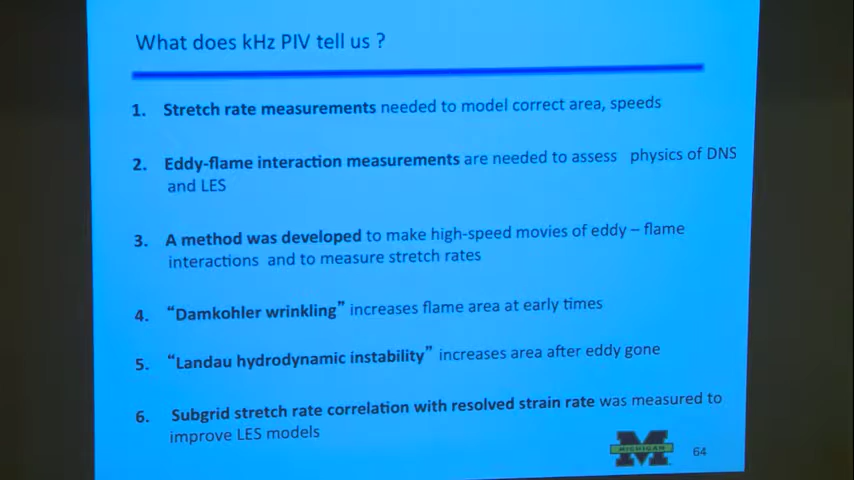 What does kHz PIV tell us ?
1. Stretch rate measurements needed to model correct area, speeds
2. Eddy-flame interaction measurements are needed to assess physics of DNS
and LES
3. A method was developed to make high-speed movies of eddy – flame
interactions and to measure stretch rates
4. “Damkohler wrinkling” increases flame area at early times
5. “Landau hydrodynamic instability” increases area after eddy gone
6. Subgrid stretch rate correlation with resolved strain rate was measured to
improve LES models
M
MICHIGAN
64